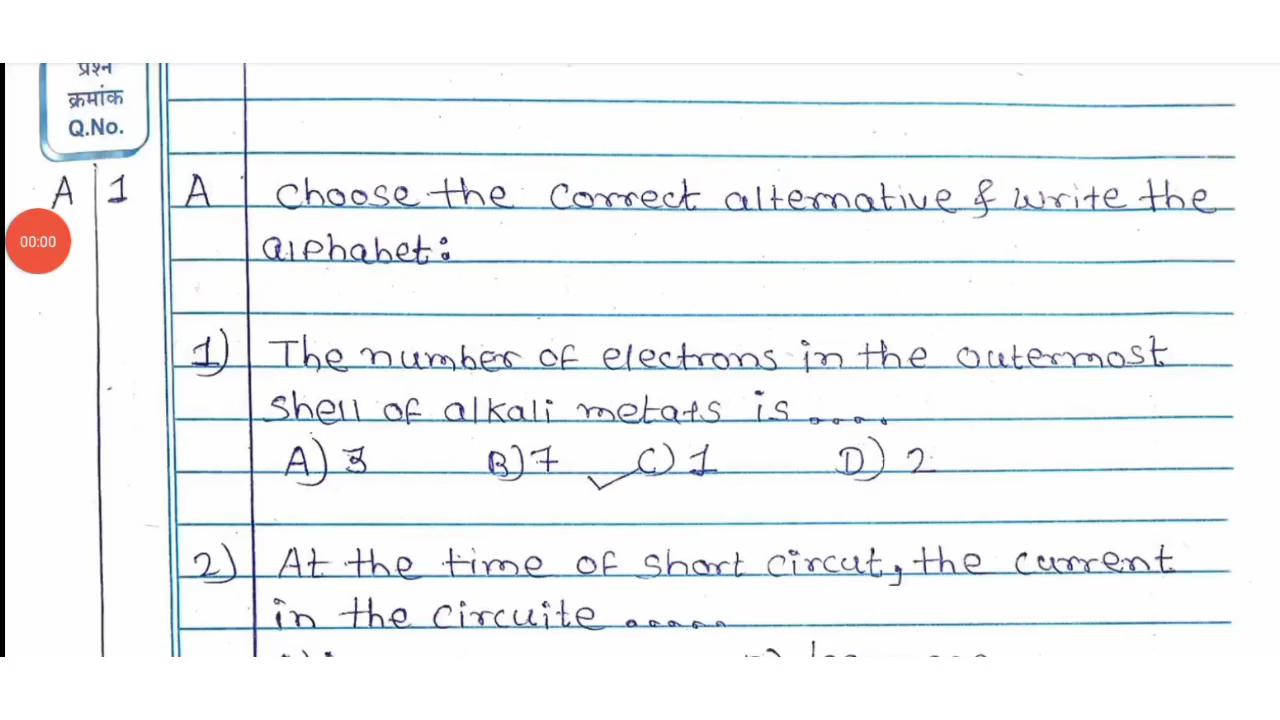 प्रश्न
क्रमांक
Q.No.
A 1 A Choose the correct alternative & write the
alphabet:
00:00
1) The number of electrons in the outermost
shell of alkali metals is ....
A) 3 B) 7 ✓ C) 1 D) 2
2) At the time of short circut, the current
in the circuite .....